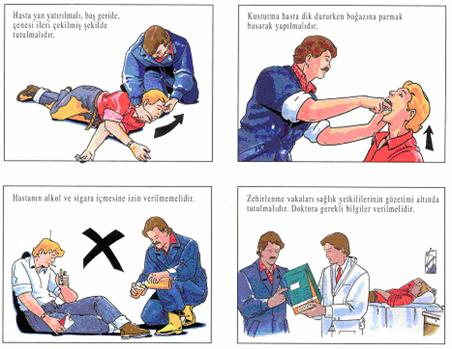 Hasta yan yatırılmalı, baş geride,
çenesi ileri çekilmiş şekilde
tutulmalıdır.
Kusturma hasta dik dururken boğazına parmak
basarak yapılmalıdır.
Hastanın alkol ve sigara içmesine izin verilmemelidir.
Zehirlenme vakaları sağlık yetkililerinin gözetimi altında
tutulmalıdır. Doktora gerekli bilgiler verilmelidir.